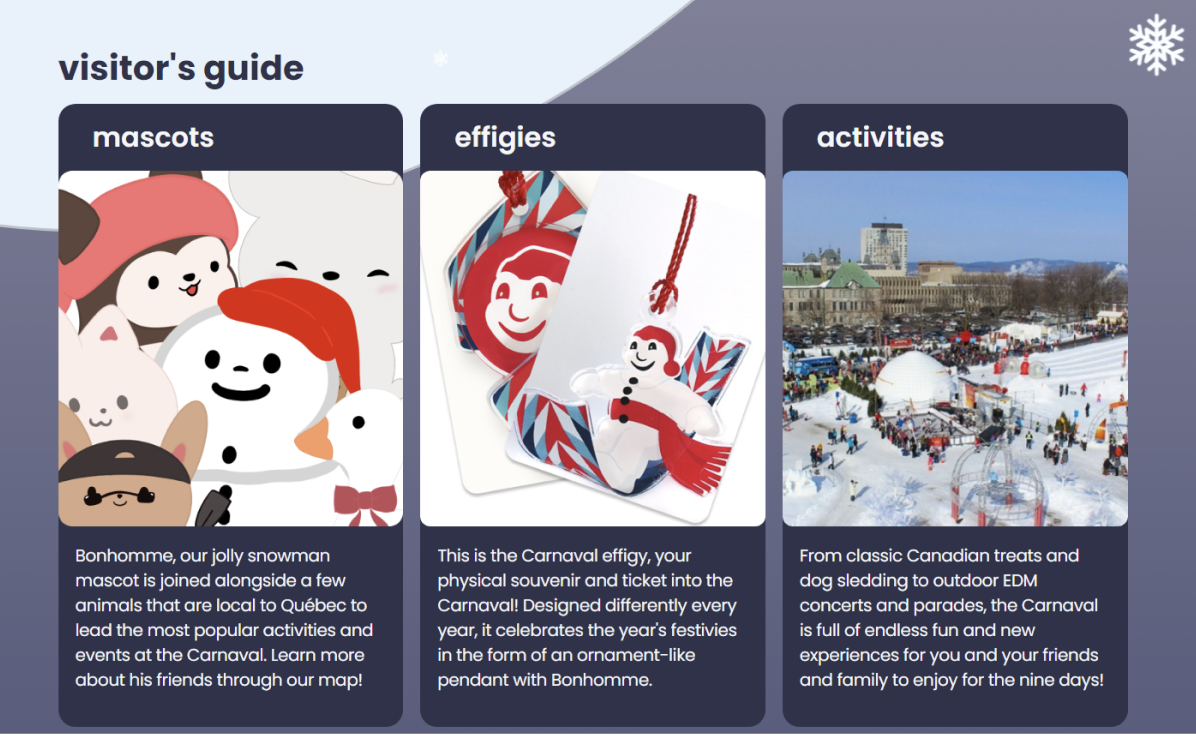 visitor's guide
mascots
effigies
activities
Bonhomme, our jolly snowman
mascot is joined alongside a few
animals that are local to Québec to
lead the most popular activities and
events at the Carnaval. Learn more
about his friends through our map!
This is the Carnaval effigy, your
physical souvenir and ticket into the
Carnaval! Designed differently every
year, it celebrates the year's festivies
in the form of an ornament-like
pendant with Bonhomme.
From classic Canadian treats and
dog sledding to outdoor EDM
concerts and parades, the Carnaval
is full of endless fun and new
experiences for you and your friends
and family to enjoy for the nine days!